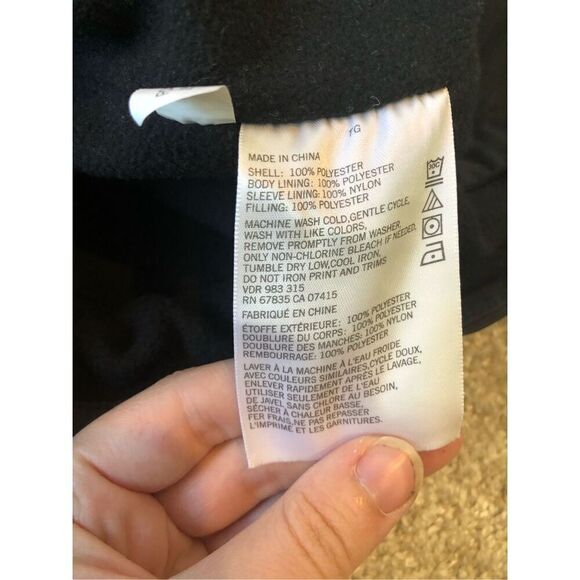 YG
MADE IN CHINA
SHELL: 100% POLYESTER
BODY LINING: 100% POLYESTER
SLEEVE LINING: 100% NYLON
FILLING: 100% POLYESTER
MACHINE WASH COLD,GENTLE CYCLE,
WASH WITH LIKE COLORS,
REMOVE PROMPTLY FROM WASHER,
ONLY NON-CHLORINE BLEACH IF NEEDED,
TUMBLE DRY LOW,COOL IRON,
DO NOT IRON PRINT AND TRIMS
VDR 983 315
RN 67835 CA 07415
FABRIQUÉ EN CHINE
ÉTOFFE EXTÉRIEURE: 100% POLYESTER
DOUBLURE DU CORPS: 100% POLYESTER
DOUBLURE DES MANCHES: 100% NYLON
REMBOURRAGE: 100% POLYESTER
LAVER À LA MACHINE À L'EAU FROIDE
AVEC COULEURS SIMILAIRES,CYCLE DOUX,
ENLEVER RAPIDEMENT APRÈS LE LAVAGE,
UTILISER SEULEMENT DE L'EAU
DE JAVEL SANS CHLORE AU BESOIN,
SÉCHER À CHALEUR BASSE,
FER FRAIS,NE PAS REPASSER
L'IMPRIMÉ ET LES GARNITURES.